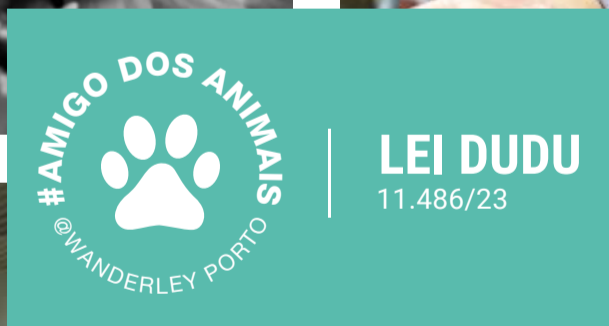 #AMIGO DOS ANIMAIS
@WANDERLEY PORTO
LEI DUDU
11.486/23